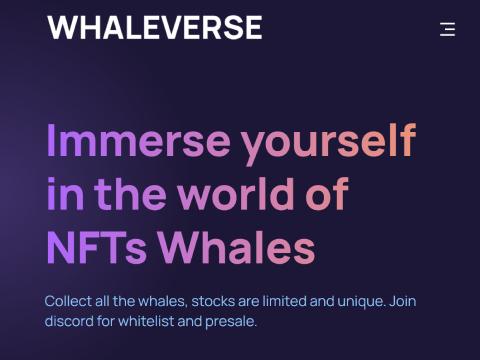 WHALEVERSE
Immerse yourself
in the world of
NFTs Whales
Collect all the whales, stocks are limited and unique. Join
discord for whitelist and presale.